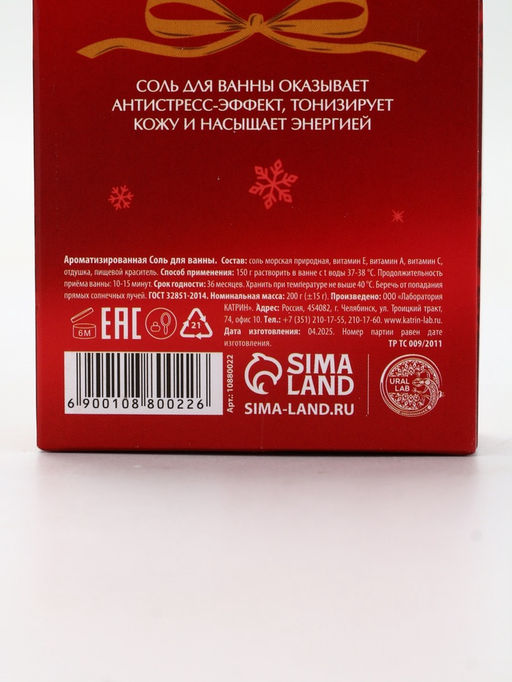 СОЛЬ ДЛЯ ВАННЫ ОКАЗЫВАЕТ
АНТИСТРЕСС-ЭФФЕКТ, ТОНИЗИРУЕТ
КОЖУ И НАСЫЩАЕТ ЭНЕРГИЕЙ
Ароматизированная Соль для ванны. Состав: соль морская природная, витамин Е, витамин А, витамин С,
отдушка, пищевой краситель. Способ применения: 150 г растворить в ванне с t воды 37-38 °С. Продолжительность
приёма ванны: 10-15 минут. Срок годности: 36 месяцев. Хранить при температуре не выше 40 °С. Беречь от попадания
прямых солнечных лучей. ГОСТ 32851-2014. Номинальная масса: 200 г (±15 г). Произведено: ООО «Лаборатория
КАТРИН» Адрес: Россия, 454082, г. Челябинск, ул. Троицкий тракт,
74, офис 10. Тел.: +7 (351) 210-17-55, 210-17-60. www.katrin-lab.ru.
Дата изготовления: 04.2025. Номер партии равен дате
изготовления. ТР ТС 009/2011
6М
EAC
21
6 900108 800226
Арт.: 10880022
SIMA
LAND
SIMA-LAND.RU
URAL
LAB